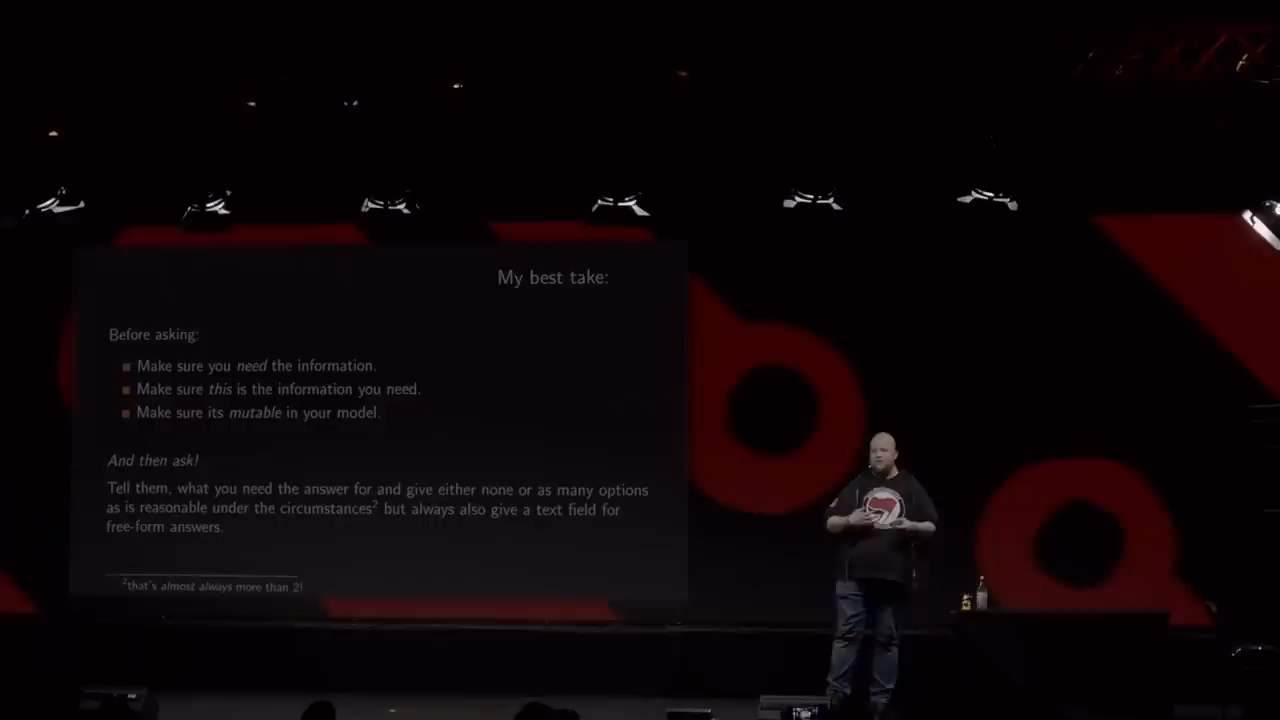 My best take:
Before asking:
Make sure you need the information.
Make sure this is the information you need.
Make sure its mutable in your model.
And then ask!
Tell them, what you need the answer for and give either none or as many options
as is reasonable under the circumstances² but always also give a text field for
free-form answers.
²that's almost always more than 2!